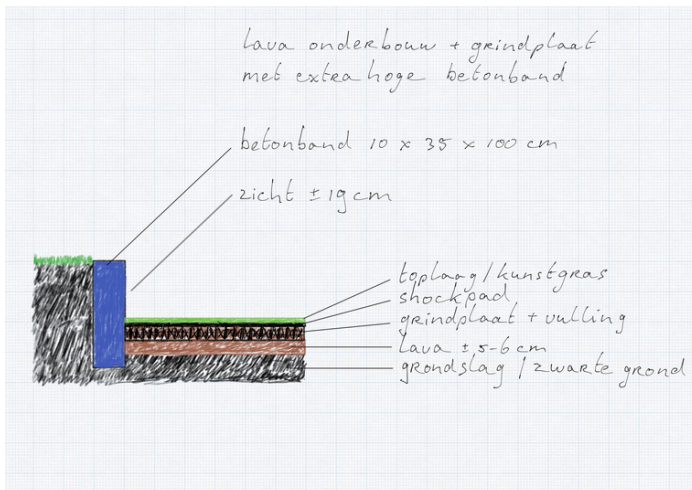 lava onderbouw + grindplaat
met extra hoge betonband
betonband 10 x 35 x 100 cm
zicht ± 19 cm
toplaag / kunstgras
shockpad
grindplaat + vulling
lava ± 5-6 cm
grondslag / zwarte grond